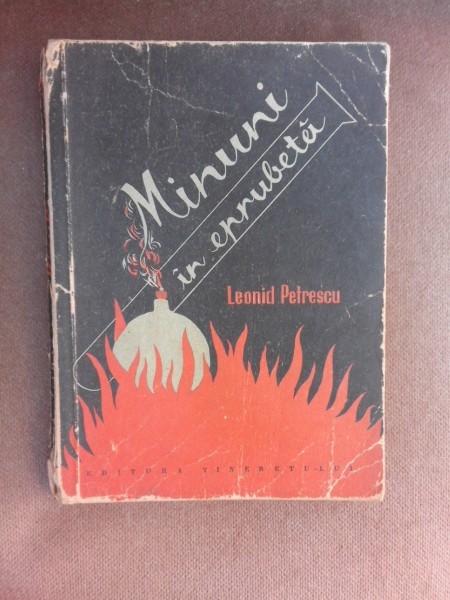 Minuni
în eprubetă
Leonid Petrescu
EDITURA TINERETULUI